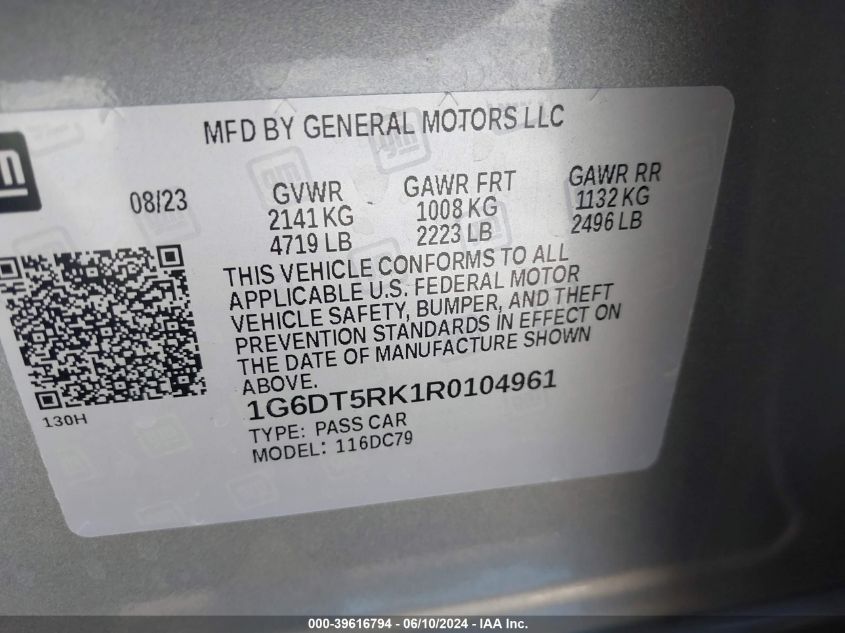 MFD BY GENERAL MOTORS LLC
gm
08/23
GVWR
2141 KG
4719 LB
GAWR FRT
1008 KG
2223 LB
GAWR RR
1132 KG
2496 LB
THIS VEHICLE CONFORMS TO ALL
APPLICABLE U.S. FEDERAL MOTOR
VEHICLE SAFETY, BUMPER, AND THEFT
PREVENTION STANDARDS IN EFFECT ON
THE DATE OF MANUFACTURE SHOWN
ABOVE.
1G6DT5RK1R0104961
TYPE: PASS CAR
MODEL: 116DC79
130H
000-39616794 - 06/10/2024 - IAA Inc.